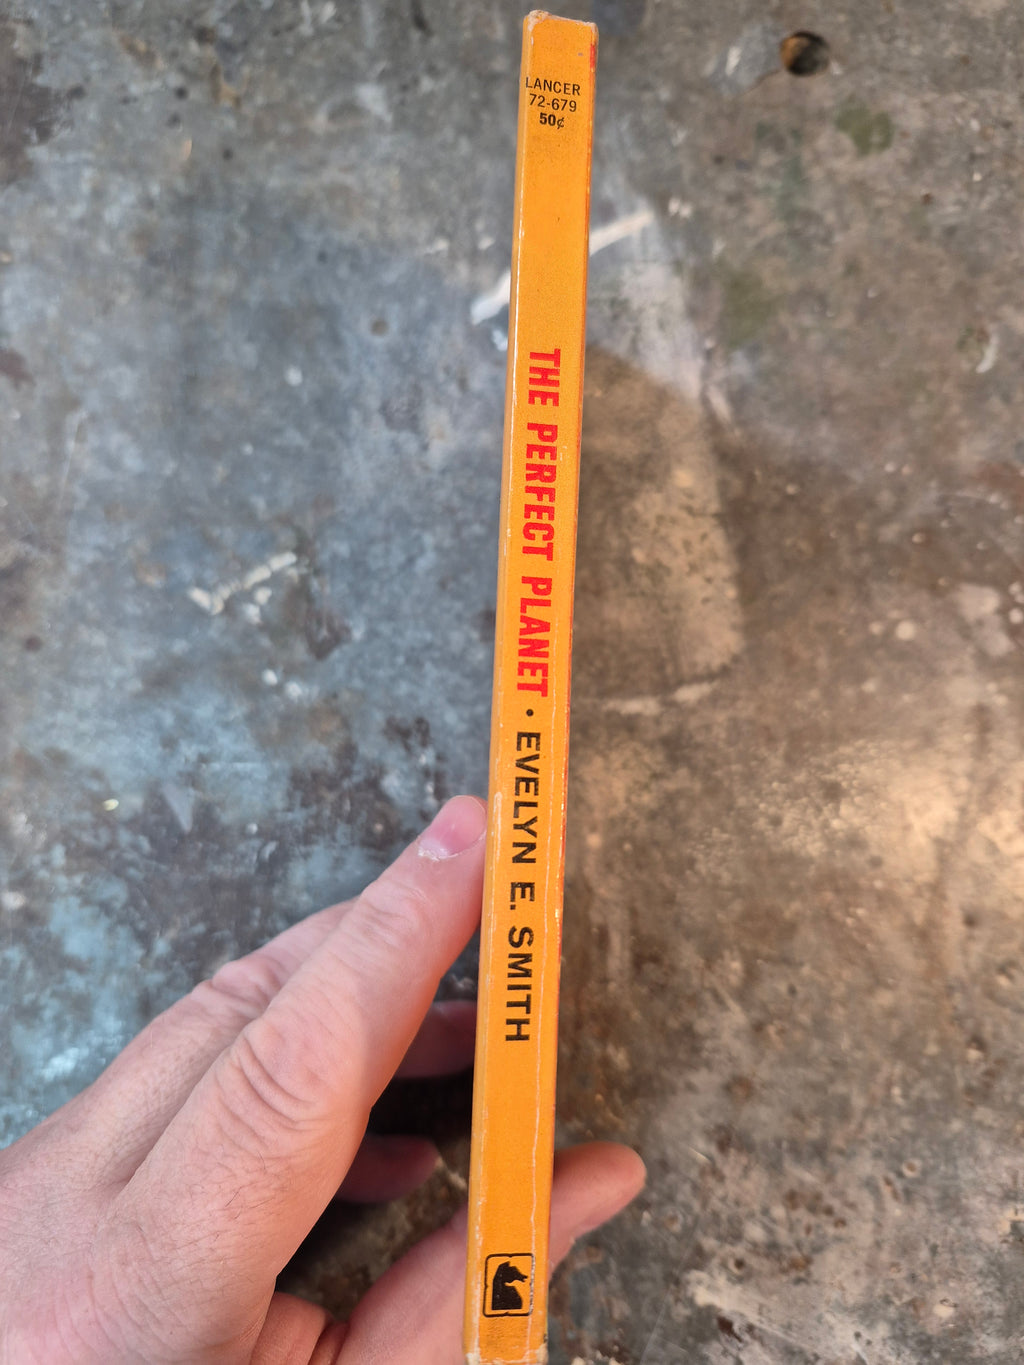 LANCER
72-679
50¢
THE PERFECT PLANET • EVELYN E. SMITH